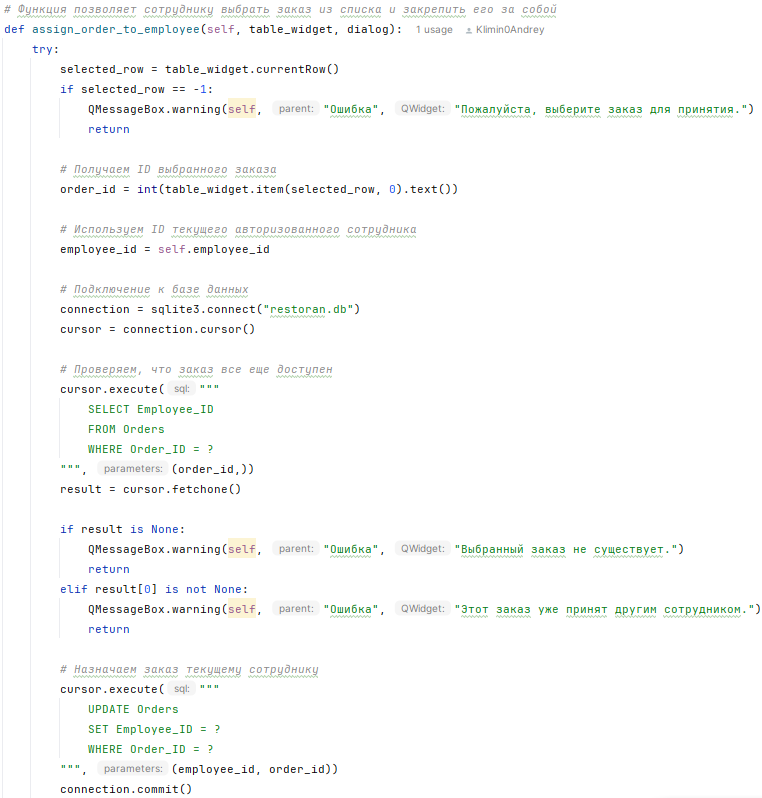 # Функция позволяет сотруднику выбрать заказ из списка и закрепить его за собой
def assign_order_to_employee(self, table_widget, dialog): 1 usage Klimin0Andrey
try:
selected_row = table_widget.currentRow()
if selected_row == -1:
QMessageBox.warning(self, parent: "Ошибка", QWidget: "Пожалуйста, выберите заказ для принятия.")
return
# Получаем ID выбранного заказа
order_id = int(table_widget.item(selected_row, 0).text())
# Используем ID текущего авторизованного сотрудника
employee_id = self.employee_id
# Подключение к базе данных
connection = sqlite3.connect("restoran.db")
cursor = connection.cursor()
# Проверяем, что заказ все еще доступен
cursor.execute( sql: """
SELECT Employee_ID
FROM Orders
WHERE Order_ID = ?
""", parameters: (order_id,))
result = cursor.fetchone()
if result is None:
QMessageBox.warning(self, parent: "Ошибка", QWidget: "Выбранный заказ не существует.")
return
elif result[0] is not None:
QMessageBox.warning(self, parent: "Ошибка", QWidget: "Этот заказ уже принят другим сотрудником.")
return
# Назначаем заказ текущему сотруднику
cursor.execute( sql: """
UPDATE Orders
SET Employee_ID = ?
WHERE Order_ID = ?
""", parameters: (employee_id, order_id))
connection.commit()